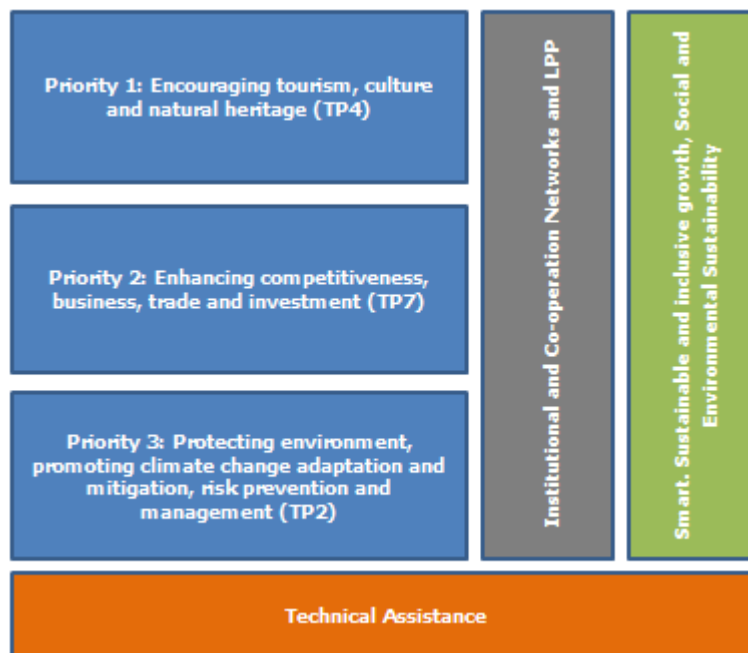 Priority 1: Encouraging tourism, culture
and natural heritage (TP4)
Priority 2: Enhancing competitiveness,
business, trade and investment (TP7)
Priority 3: Protecting environment,
promoting climate change adaptation and
mitigation, risk prevention and
management (TP2)
Institutional and Co-operation Networks and LPP
Smart. Sustainable and inclusive growth, Social and
Environmental Sustainability
Technical Assistance